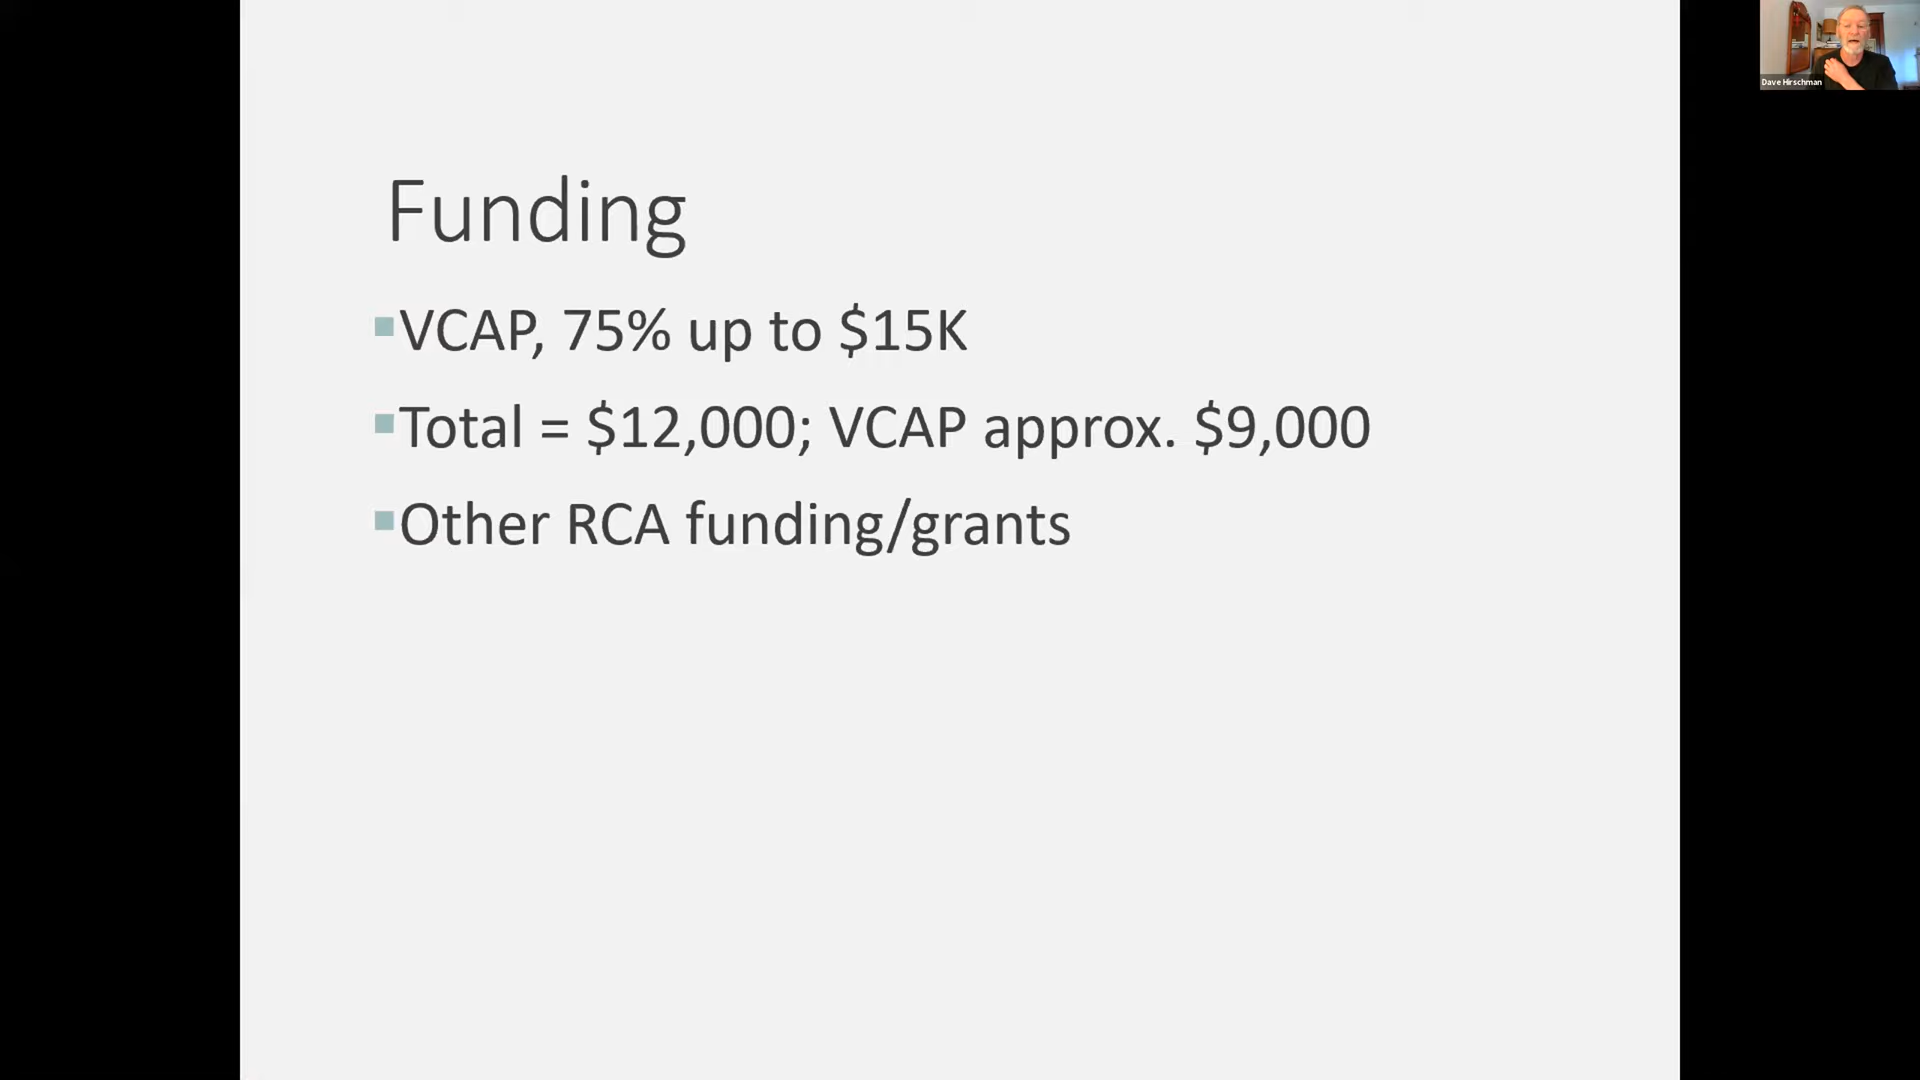 Funding
VCAP, 75% up to $15K
Total = $12,000; VCAP approx. $9,000
Other RCA funding/grants
Dave Hirschman